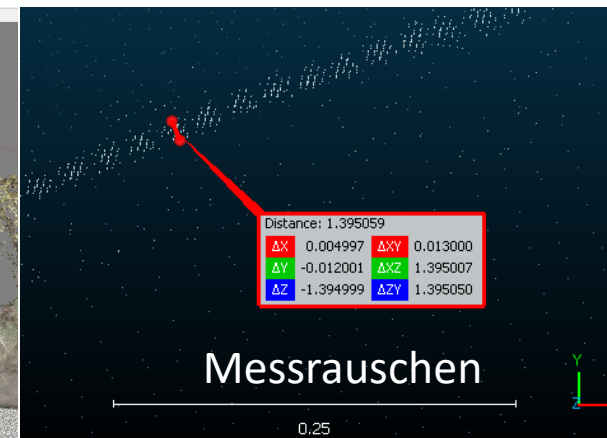 Distance: 1.395059
ΔX 0.004997 ΔXY 0.013000
ΔY -0.012001 ΔXZ 1.395007
ΔZ -1.394999 ΔZY 1.395050
Messrauschen
Y
Z
0.25